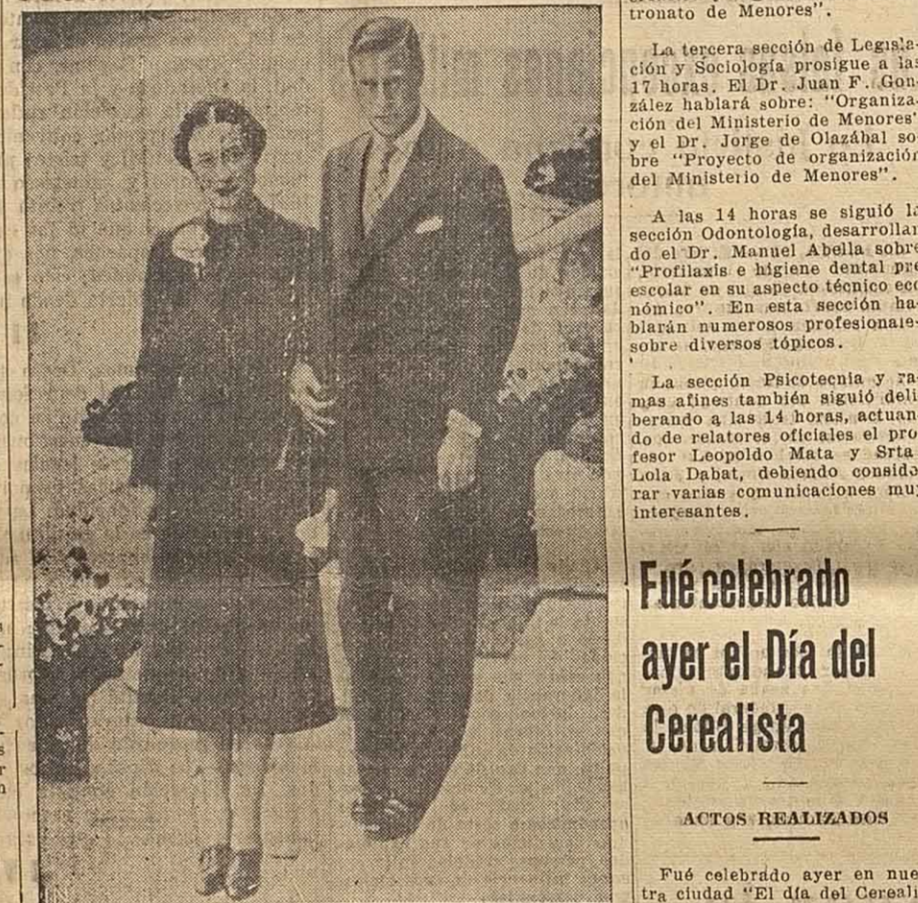 tronato de Menores".
La tercera sección de Legisla-
ción y Sociología prosigue a las
17 horas. El Dr. Juan F. Gon-
zález hablará sobre: "Organiza-
ción del Ministerio de Menores"
y el Dr. Jorge de Olazábal so-
bre "Proyecto de organización
del Ministerio de Menores".
A las 14 horas se siguió la
sección Odontología, desarrollan
do el Dr. Manuel Abella sobre
"Profilaxis e higiene dental pre
escolar en su aspecto técnico eco
nómico". En esta sección ha-
blarán numerosos profesionales
sobre diversos tópicos.
La sección Psicotecnia y ra-
mas afines también siguió deli
berando a las 14 horas, actuan
do de relatores oficiales el pro
fesor Leopoldo Mata y Srta
Lola Dabat, debiendo conside
rar varias comunicaciones muy
interesantes.
Fué celebrado
ayer el Día del
Cerealista
ACTOS REALIZADOS
Fué celebrado ayer en nue
tra ciudad "El día del Cereali